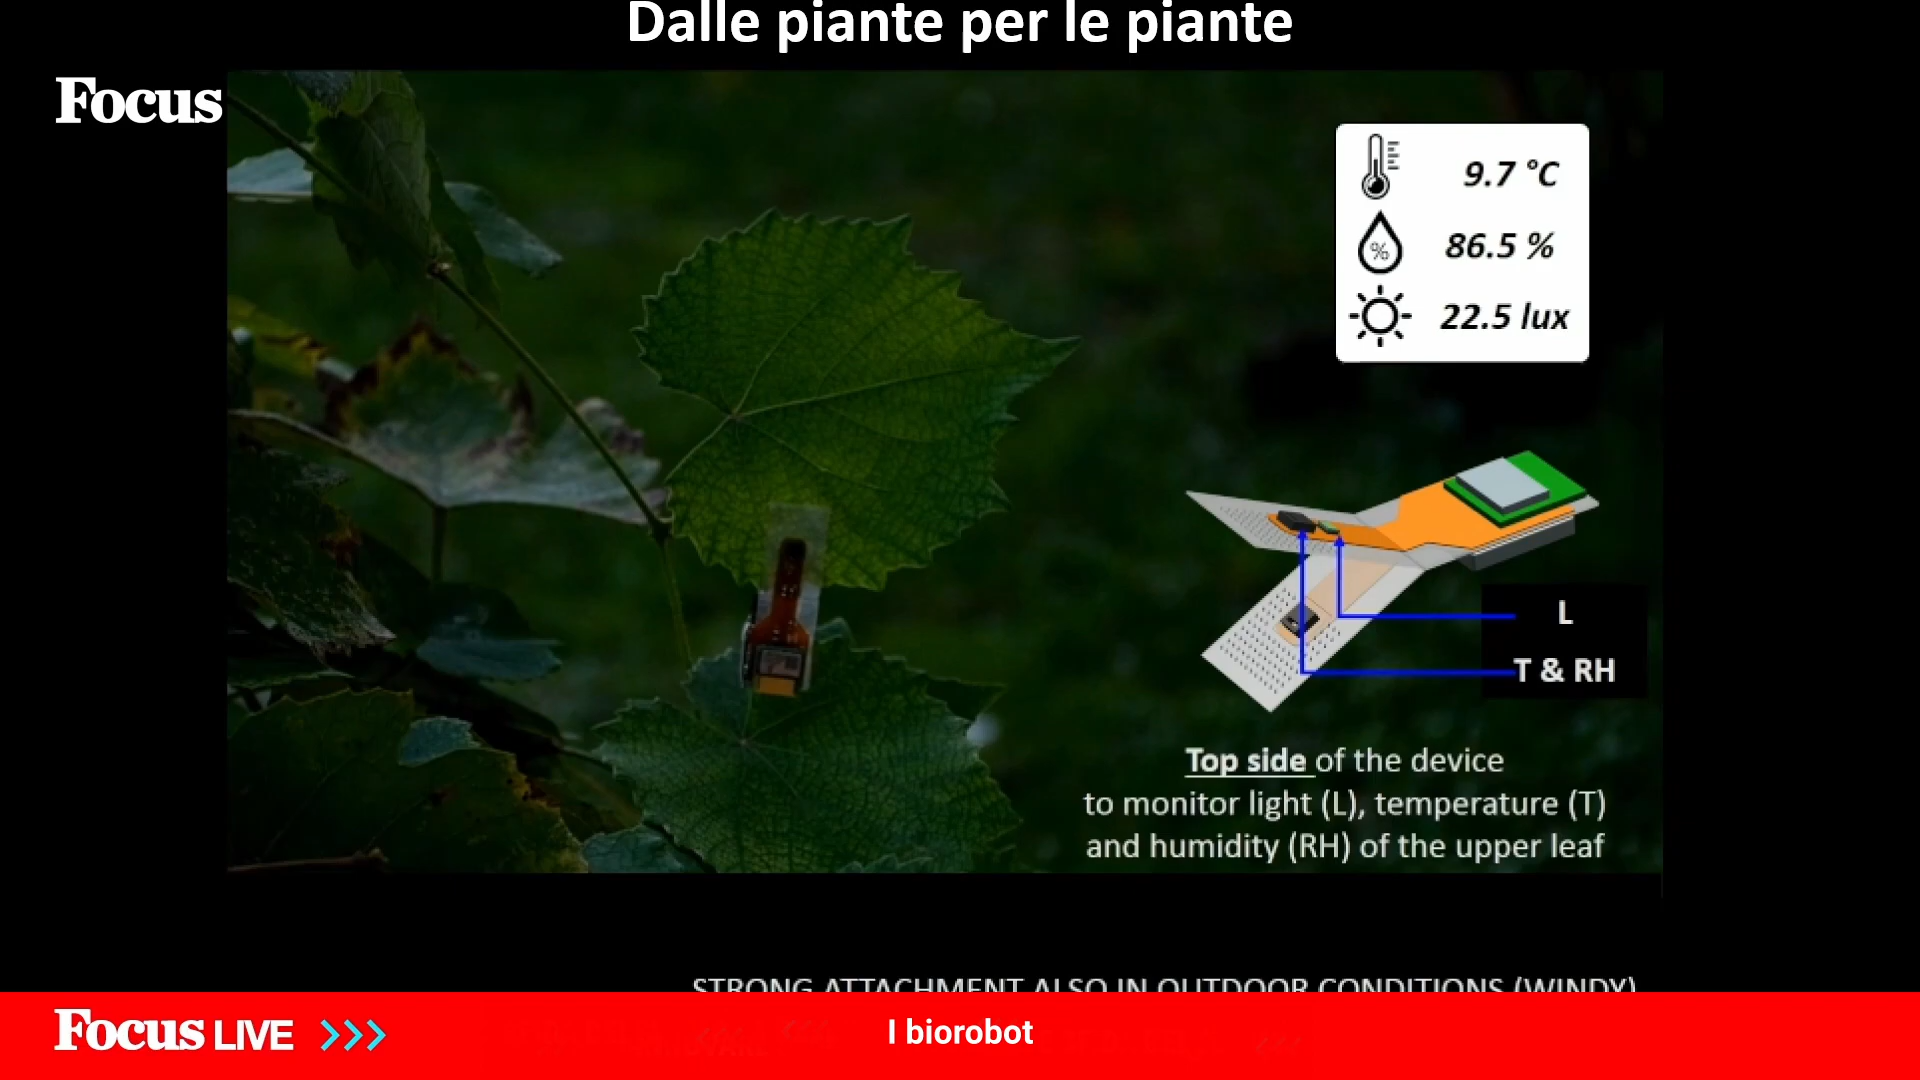 Dalle piante per le piante
Focus
9.7 °C
%
86.5 %
22.5 lux
L
T & RH
Top side of the device
to monitor light (L), temperature (T)
and humidity (RH) of the upper leaf
STRONG ATTACHMENT ALSO IN OUTDOOR CONDITIONS (WINDY)
Focus LIVE >>>
I biorobot